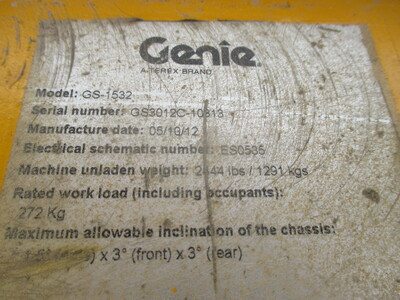 Genie
A TEREX BRAND
Model: GS-1532
Serial number: GS3012C-10813
Manufacture date: 05/10/12
Electrical schematic number: ES0535
Machine unladen weight: lbs / 1291 kgs
Rated work load (including occupants):
272 Kg
Maximum allowable inclination of the chassis:
x 3° (front) x 3° (rear)